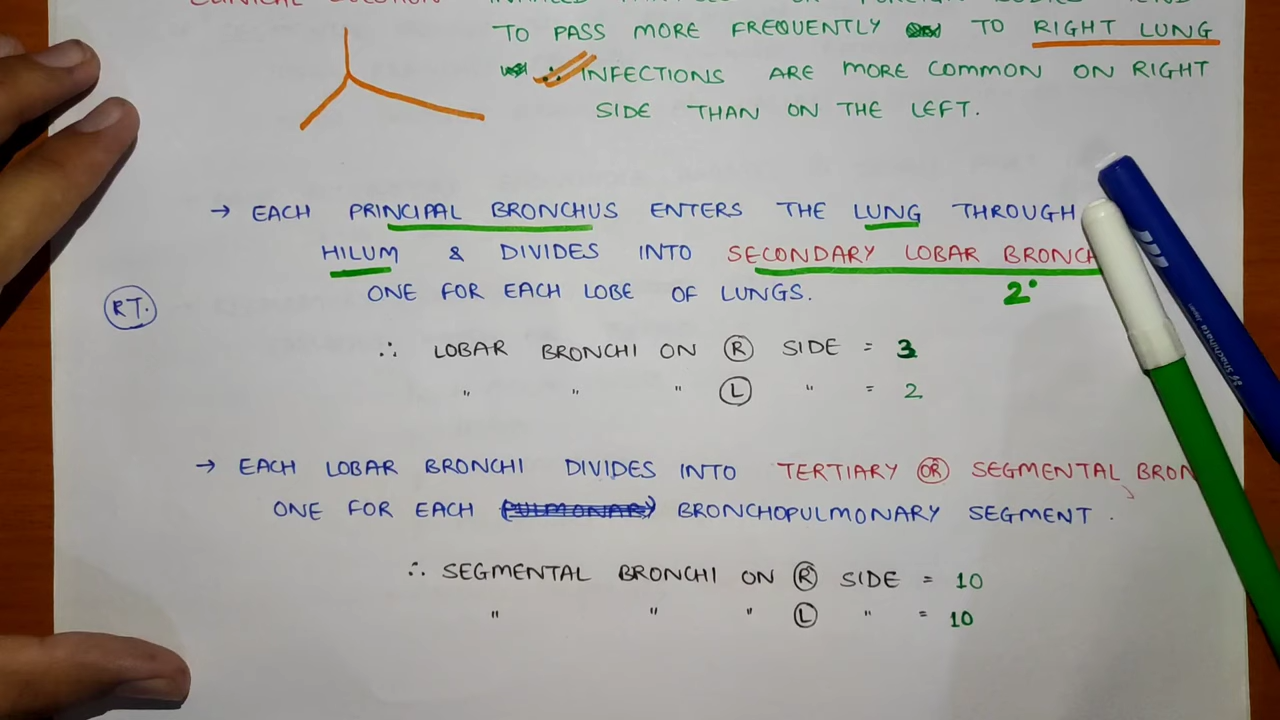 TO PASS MORE FREQUENTLY TO RIGHT LUNG
∴ INFECTIONS ARE MORE COMMON ON RIGHT
SIDE THAN ON THE LEFT.
→ EACH PRINCIPAL BRONCHUS ENTERS THE LUNG THROUGH
HILUM & DIVIDES INTO SECONDARY LOBAR BRONCH
2°
ONE FOR EACH LOBE OF LUNGS.
RT.
∴ LOBAR BRONCHI ON R SIDE = 3
" " " L " = 2
→ EACH LOBAR BRONCHI DIVIDES INTO TERTIARY OR SEGMENTAL BRON
ONE FOR EACH BRONCHOPULMONARY SEGMENT.
∴ SEGMENTAL BRONCHI ON R SIDE = 10
" " " L " = 10
Shachihata